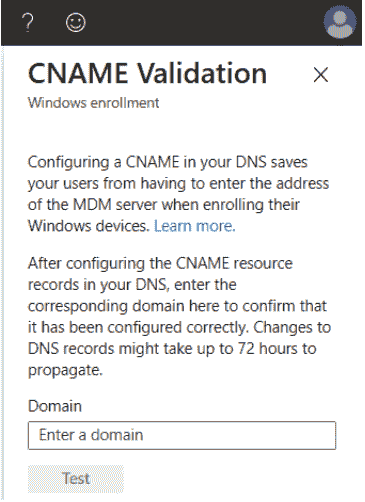 ?
CNAME Validation
Windows enrollment
Configuring a CNAME in your DNS saves
your users from having to enter the address
of the MDM server when enrolling their
Windows devices. Learn more.
After configuring the CNAME resource
records in your DNS, enter the
corresponding domain here to confirm that
it has been configured correctly. Changes to
DNS records might take up to 72 hours to
propagate.
Domain
Enter a domain
Test